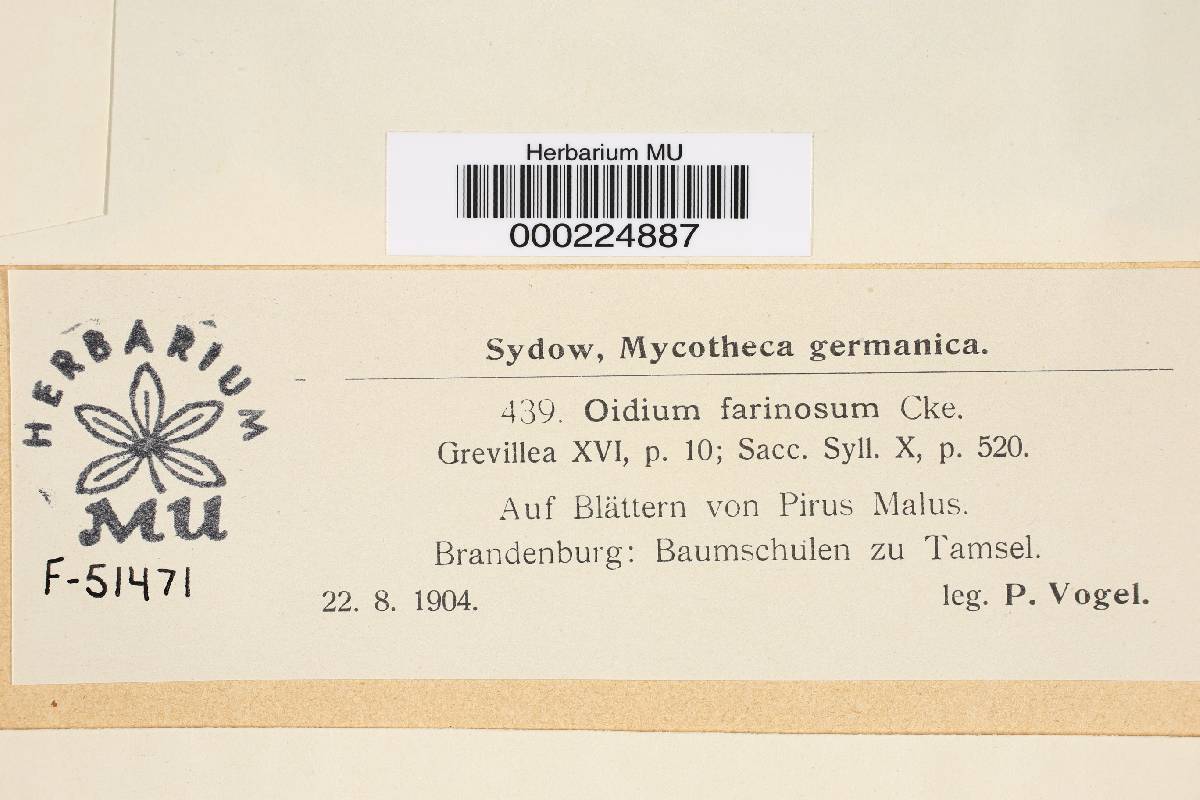 Herbarium MU
000224887
HERBARIUM
MU
F-51471
Sydow, Mycotheca germanica.
439. Oidium farinosum Cke.
Grevillea XVI, p. 10; Sacc. Syll. X, p. 520.
Auf Blättern von Pirus Malus.
Brandenburg: Baumschulen zu Tamsel.
22. 8. 1904. leg. P. Vogel.